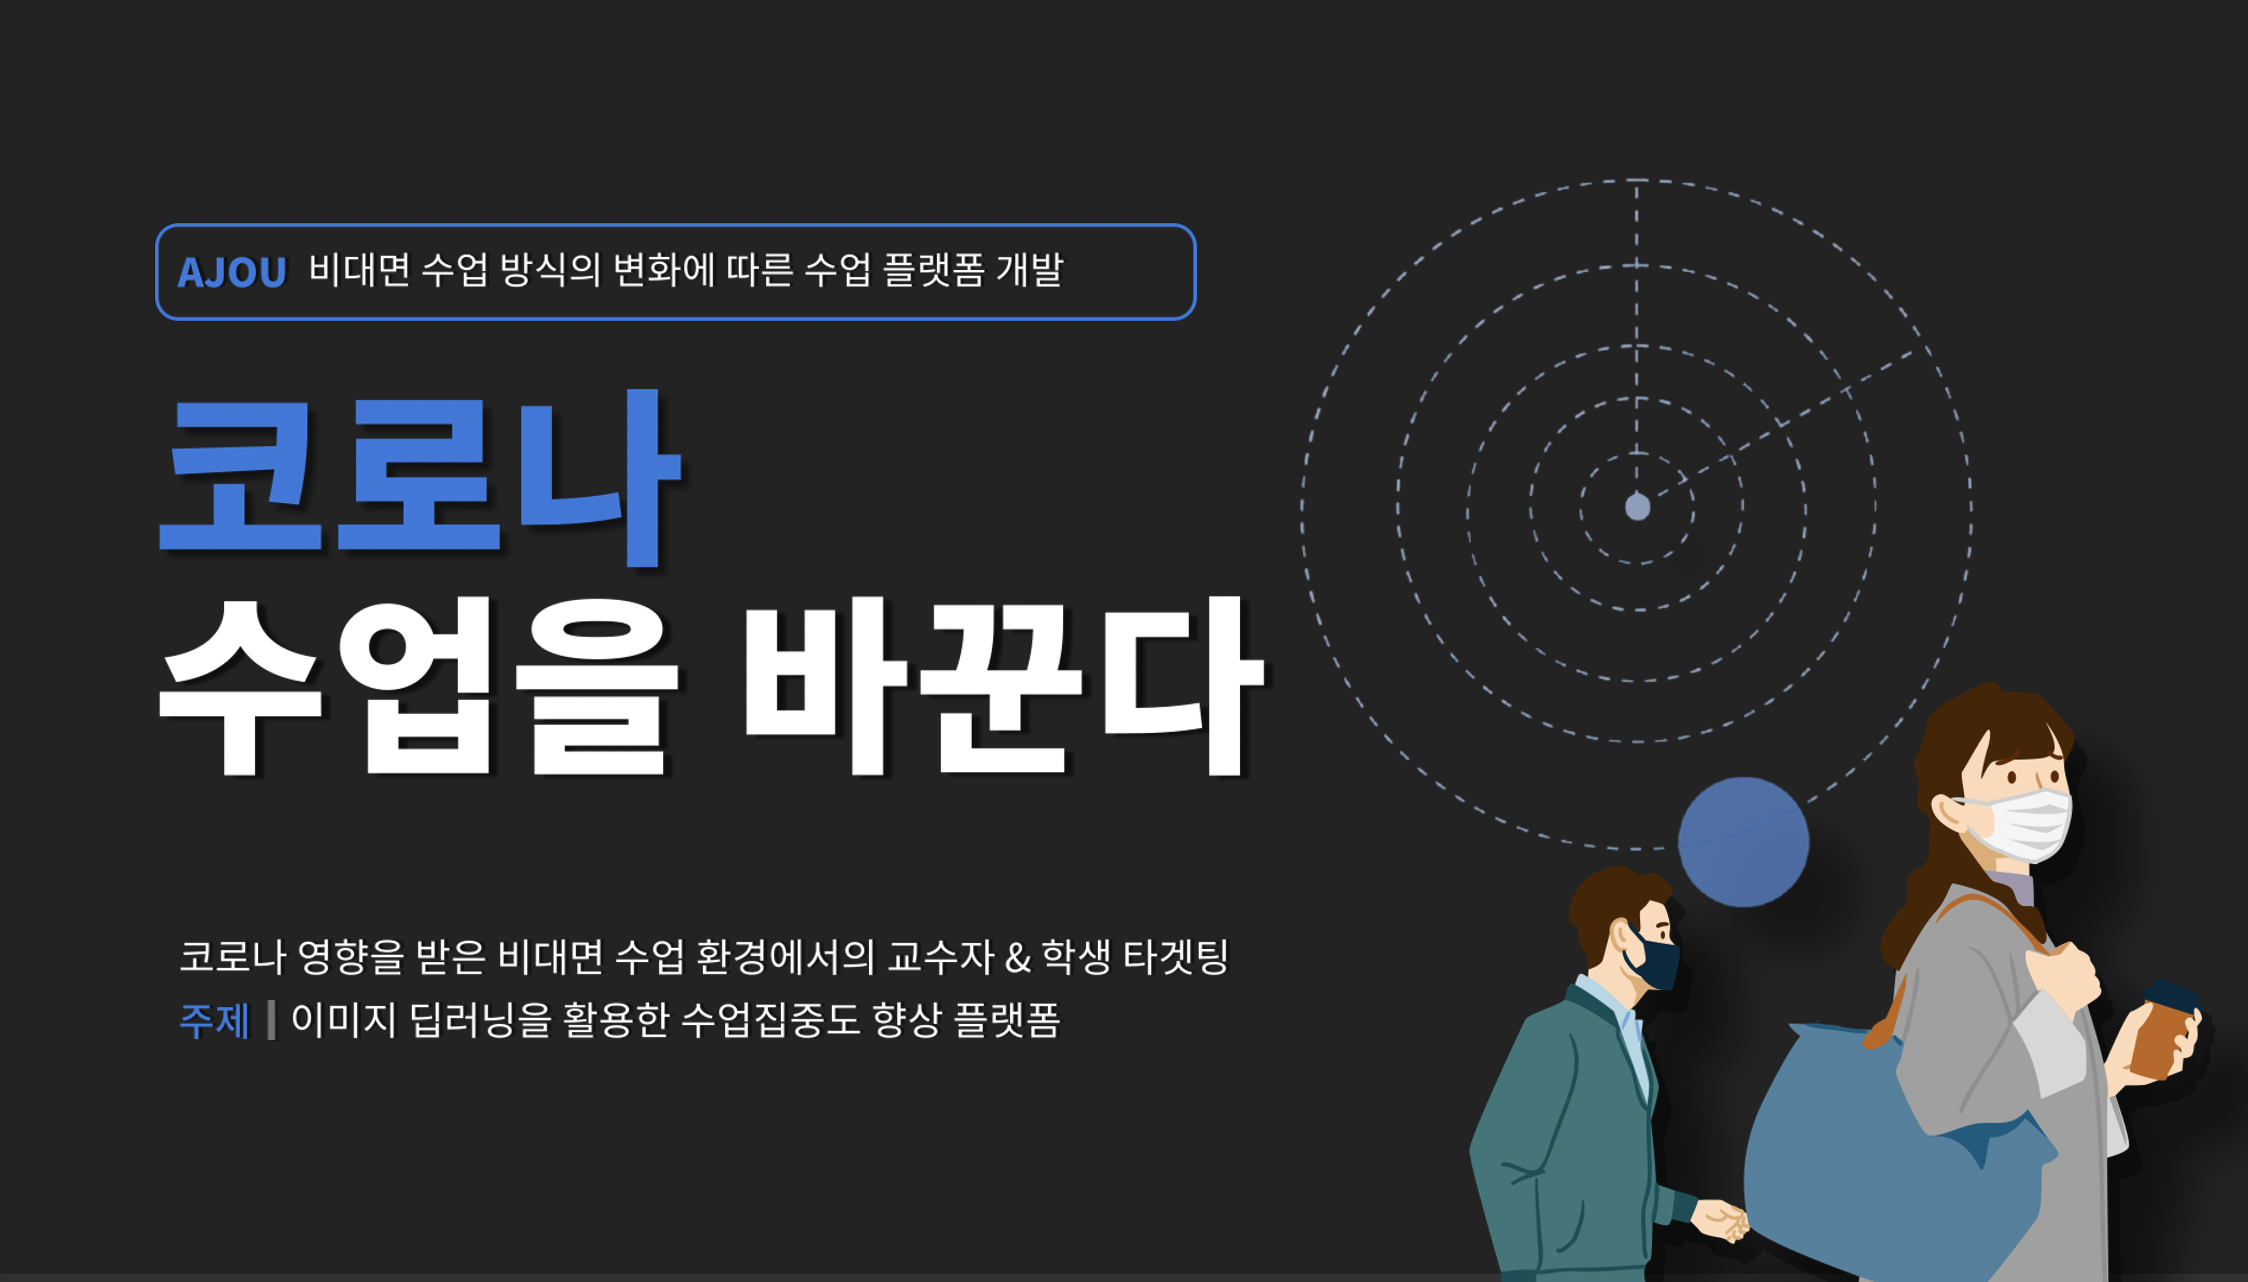 AJOU 비대면 수업 방식의 변화에 따른 수업 플랫폼 개발
코로나
수업을 바꾼다
코로나 영향을 받은 비대면 수업 환경에서의 교수자 & 학생 타겟팅
주제 | 이미지 딥러닝을 활용한 수업집중도 향상 플랫폼